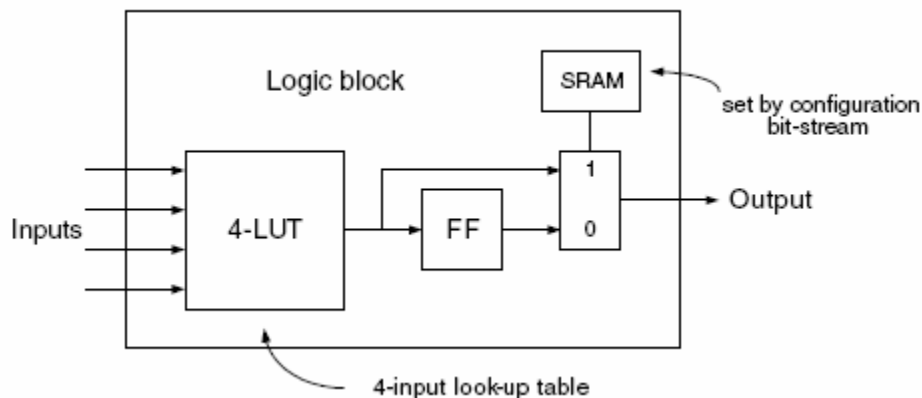 Logic block
SRAM
set by configuration
bit-stream
1
Output
Inputs
4-LUT
FF
0
4-input look-up table